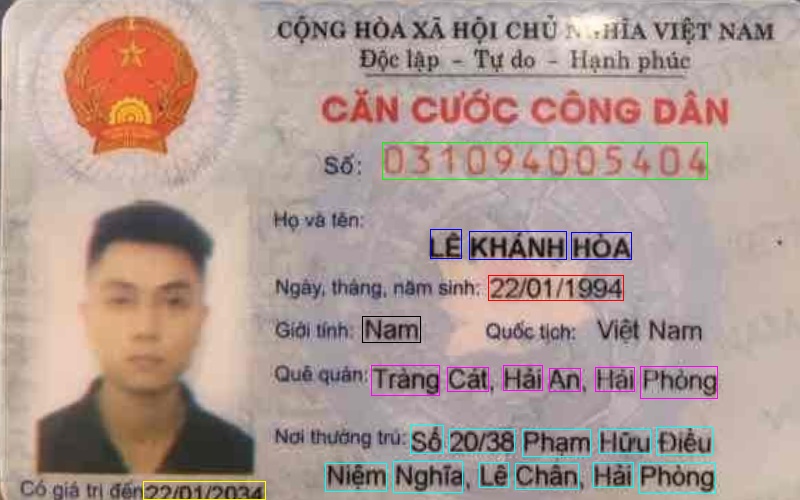 CỘNG HÒA XÃ HỘI CHỦ NGHĨA VIỆT NAM
Độc lập - Tự do - Hạnh phúc
CĂN CƯỚC CÔNG DÂN
Số: 031094005404
Họ và tên:
LÊ KHÁNH HÒA
Ngày, tháng, năm sinh: 22/01/1994
Giới tính: Nam Quốc tịch: Việt Nam
Quê quán: Tràng Cát, Hải An, Hải Phòng
Nơi thường trú: Số 20/38 Phạm Hữu Điều
Niệm Nghĩa, Lê Chân, Hải Phòng
Có giá trị đến 22/01/2034